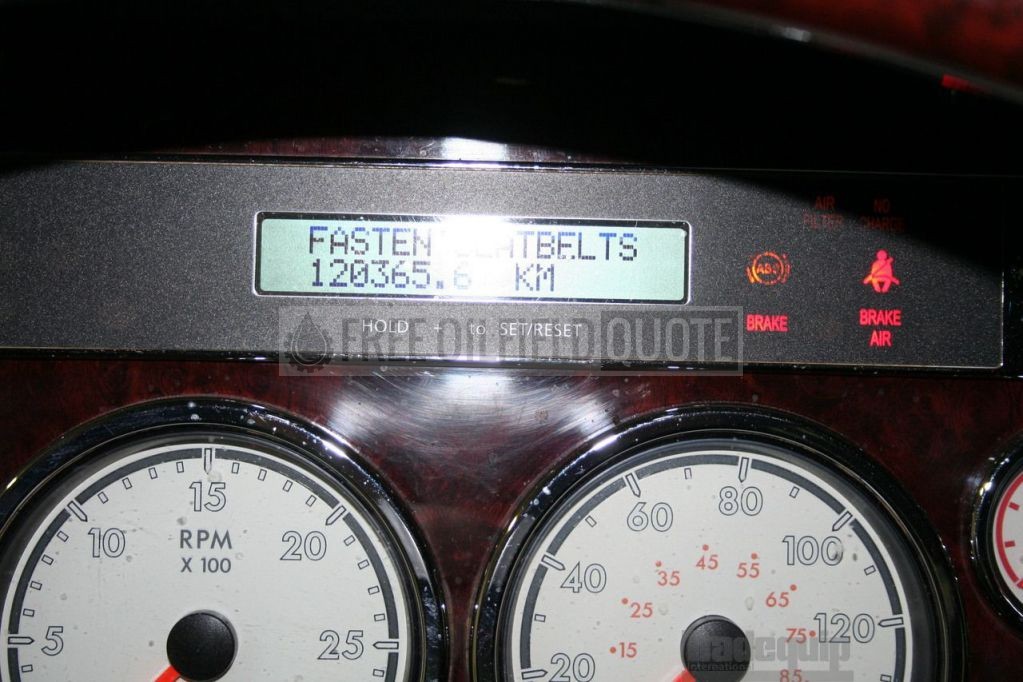 AIR NO
FILTER CHARGE
FASTEN SEATBELTS
120365.6 KM
ABS
BRAKE BRAKE
AIR
HOLD + to SET/RESET
FREE OILFIELD QUOTE
5 10 15 20 25
RPM
X 100
20 40 60 80 100 120
15 25 35 45 55 65 75 85
International